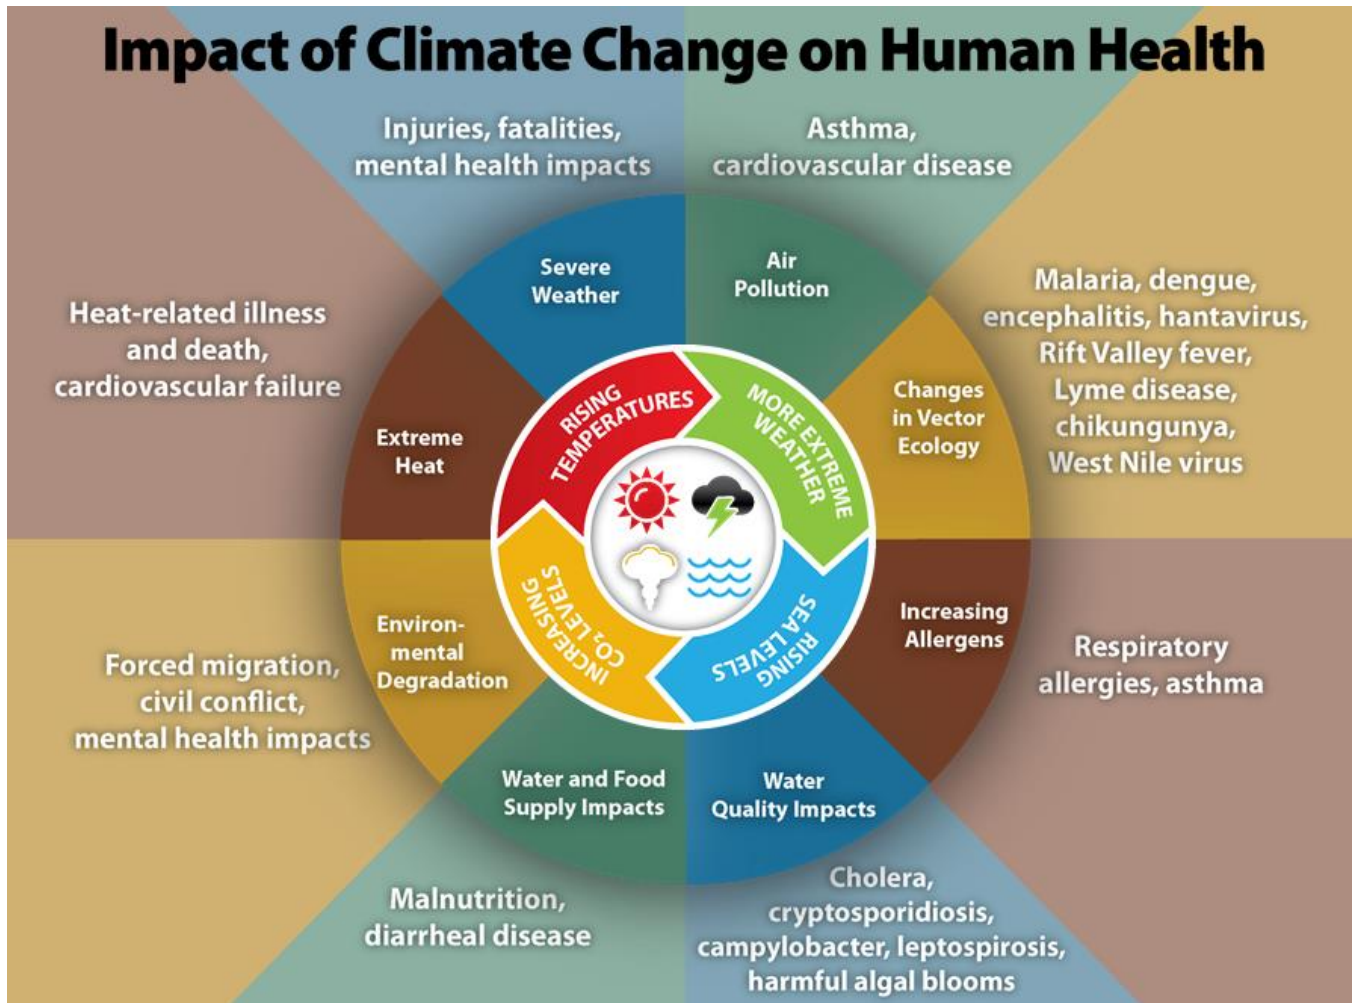 Impact of Climate Change on Human Health
Injuries, fatalities,
mental health impacts
Asthma,
cardiovascular disease
Severe
Weather
Air
Pollution
Heat-related illness
and death,
cardiovascular failure
Extreme
Heat
Changes
in Vector
Ecology
Malaria, dengue,
encephalitis, hantavirus,
Rift Valley fever,
Lyme disease,
chikungunya,
West Nile virus
RISING
TEMPERATURES
MORE EXTREME
WEATHER
RISING
SEA LEVELS
INCREASING
CO₂ LEVELS
Environ-
mental
Degradation
Increasing
Allergens
Forced migration,
civil conflict,
mental health impacts
Respiratory
allergies, asthma
Water and Food
Supply Impacts
Water
Quality Impacts
Malnutrition,
diarrheal disease
Cholera,
cryptosporidiosis,
campylobacter, leptospirosis,
harmful algal blooms